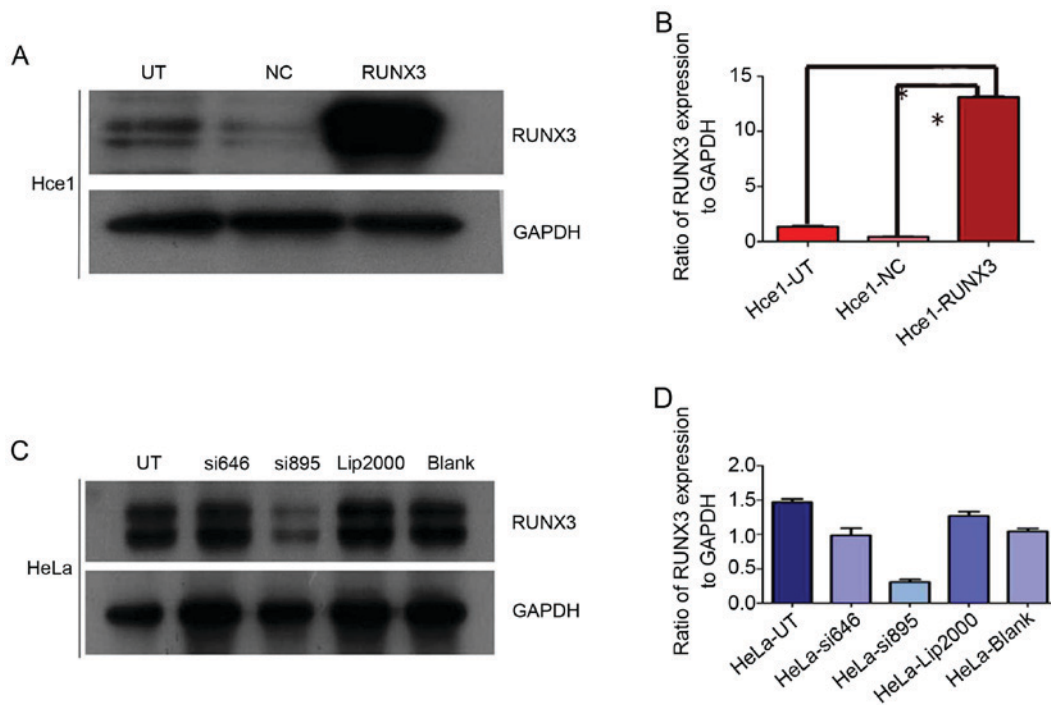 A
UT NC RUNX3
RUNX3
Hce1
GAPDH
B
Ratio of RUNX3 expression
to GAPDH
15
10
5
0
*
*
Hce1-UT
Hce1-NC
Hce1-RUNX3
C
UT si646 si895 Lip2000 Blank
RUNX3
HeLa
GAPDH
D
Ratio of RUNX3 expression
to GAPDH
2.0
1.5
1.0
0.5
0.0
HeLa-UT
HeLa-si646
HeLa-si895
HeLa-Lip2000
HeLa-Blank